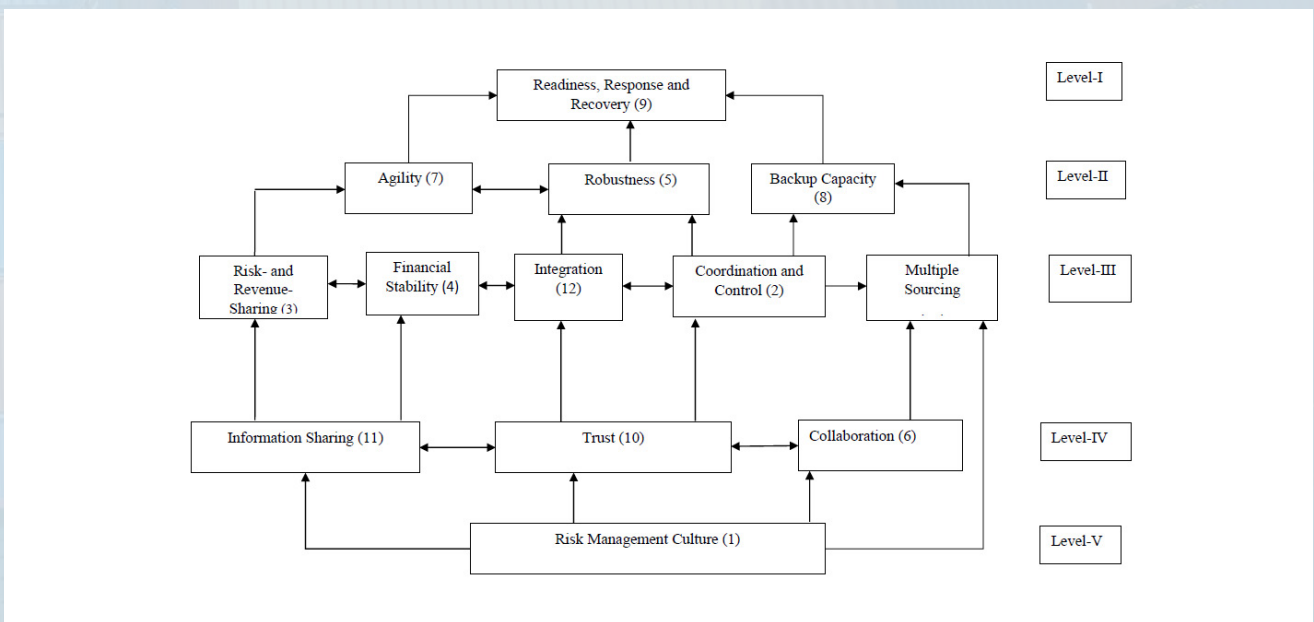 Readiness, Response and
Recovery (9)
Level-I
Agility (7)
Robustness (5)
Backup Capacity
(8)
Level-II
Risk- and
Revenue-
Sharing (3)
Financial
Stability (4)
Integration
(12)
Coordination and
Control (2)
Multiple
Sourcing
Level-III
Information Sharing (11)
Trust (10)
Collaboration (6)
Level-IV
Risk Management Culture (1)
Level-V